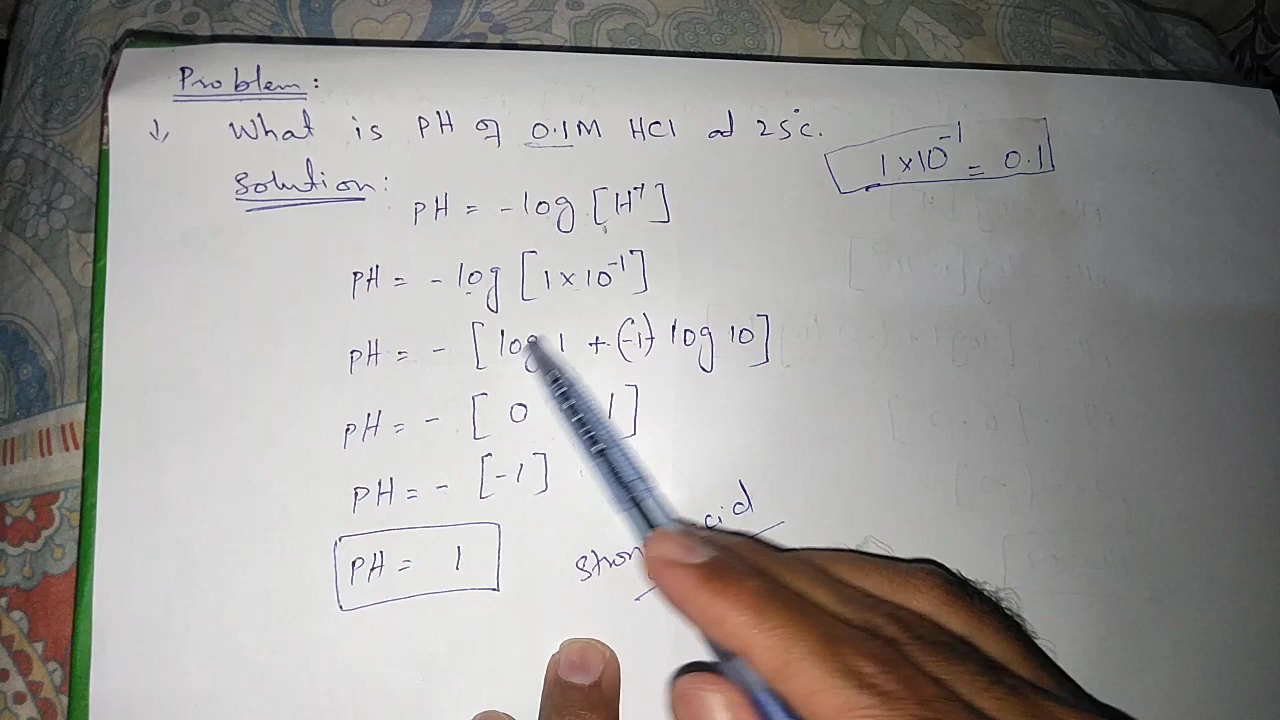 Problem:
1, What is PH of 0.1M HCl at 25°C.
1×10⁻¹ = 0.1
Solution:
PH = -log [H⁺]
PH = - log [1×10⁻¹]
PH = - [log 1 + (-1) log 10]
PH = - [ 0 1]
PH = - [-1]
PH = 1